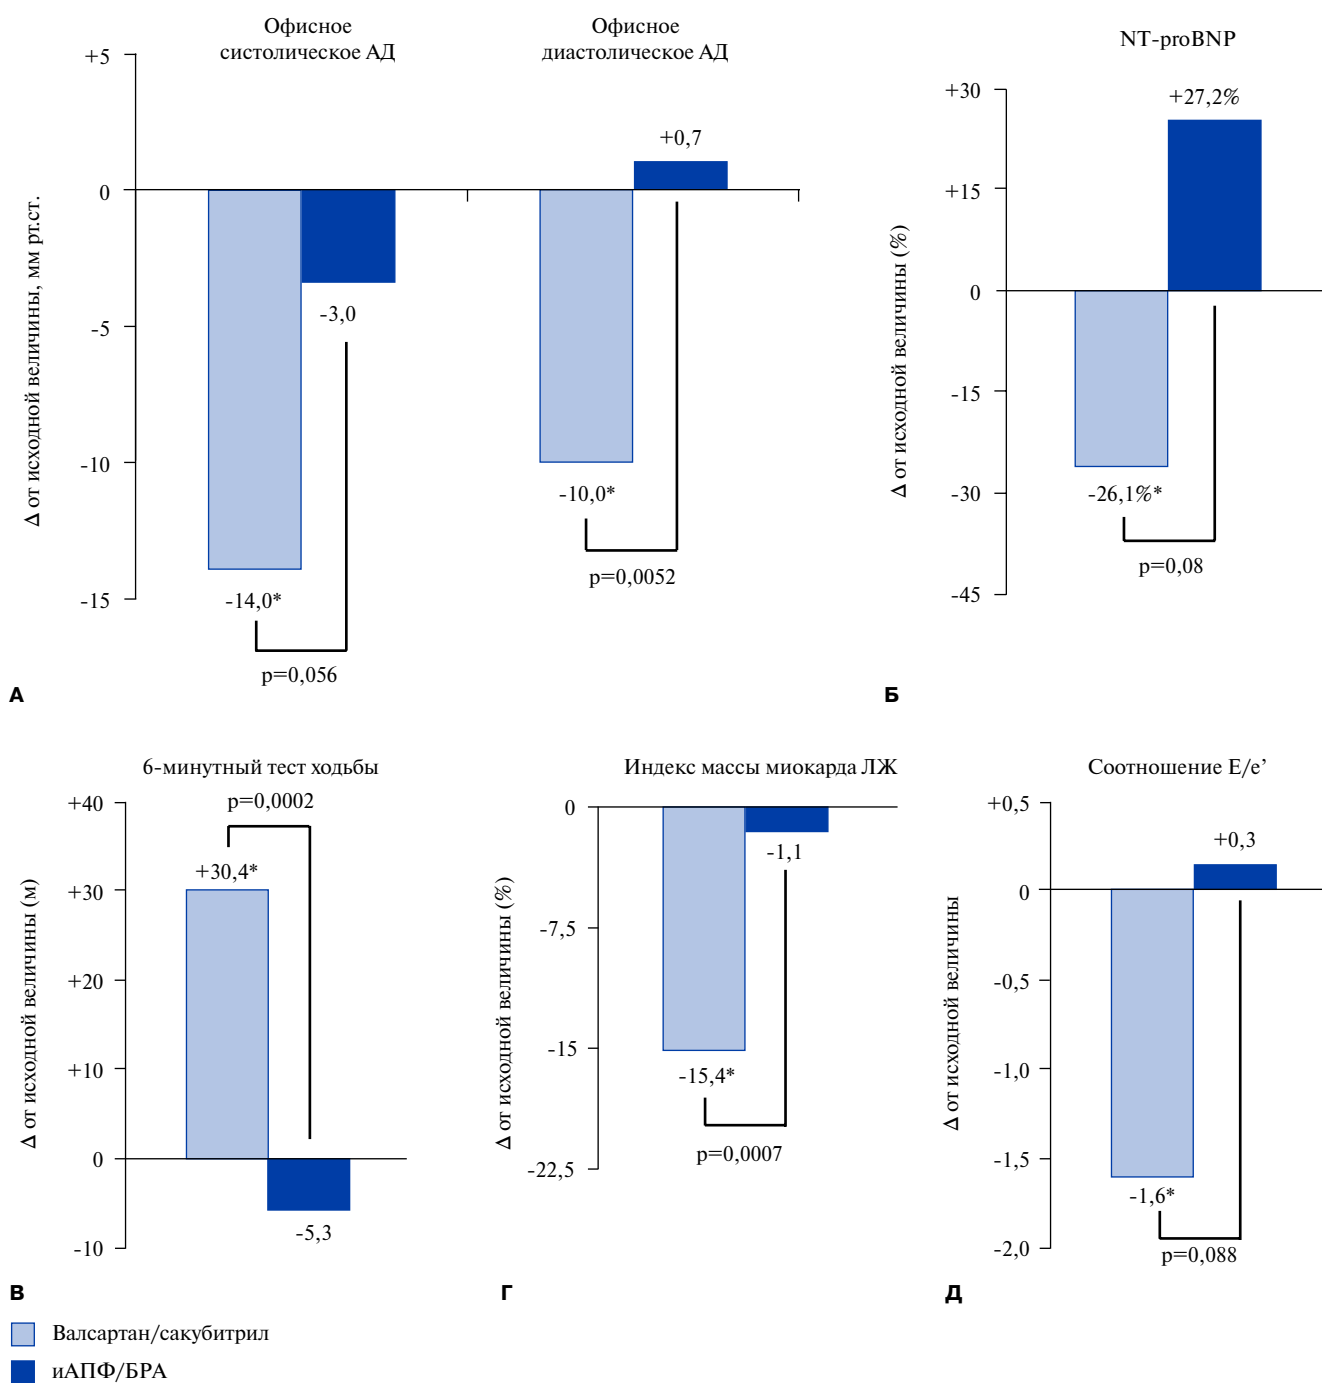 Офисное
систолическое АД
Офисное
диастолическое АД
+5
0
-5
-10
-15
Δ от исходной величины, мм рт.ст.
+0,7
-3,0
-10,0*
p=0,0052
-14,0*
p=0,056
А
NT-proBNP
+30
+15
0
-15
-30
-45
Δ от исходной величины (%)
+27,2%
-26,1%*
p=0,08
Б
6-минутный тест ходьбы
p=0,0002
+40
+30
+20
+10
0
-10
Δ от исходной величины (м)
+30,4*
-5,3
В
Индекс массы миокарда ЛЖ
0
-7,5
-15
-22,5
Δ от исходной величины (%)
-1,1
-15,4*
p=0,0007
Г
Соотношение E/e’
+0,5
0
-0,5
-1,0
-1,5
-2,0
Δ от исходной величины
+0,3
-1,6*
p=0,088
Д
Валсартан/сакубитрил
иАПФ/БРА